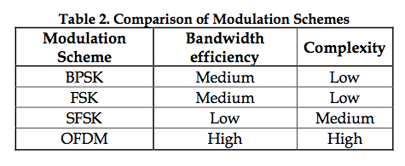 Table 2. Comparison of Modulation Schemes
Modulation Scheme Bandwidth efficiency Complexity
BPSK Medium Low
FSK Medium Low
SFSK Low Medium
OFDM High High